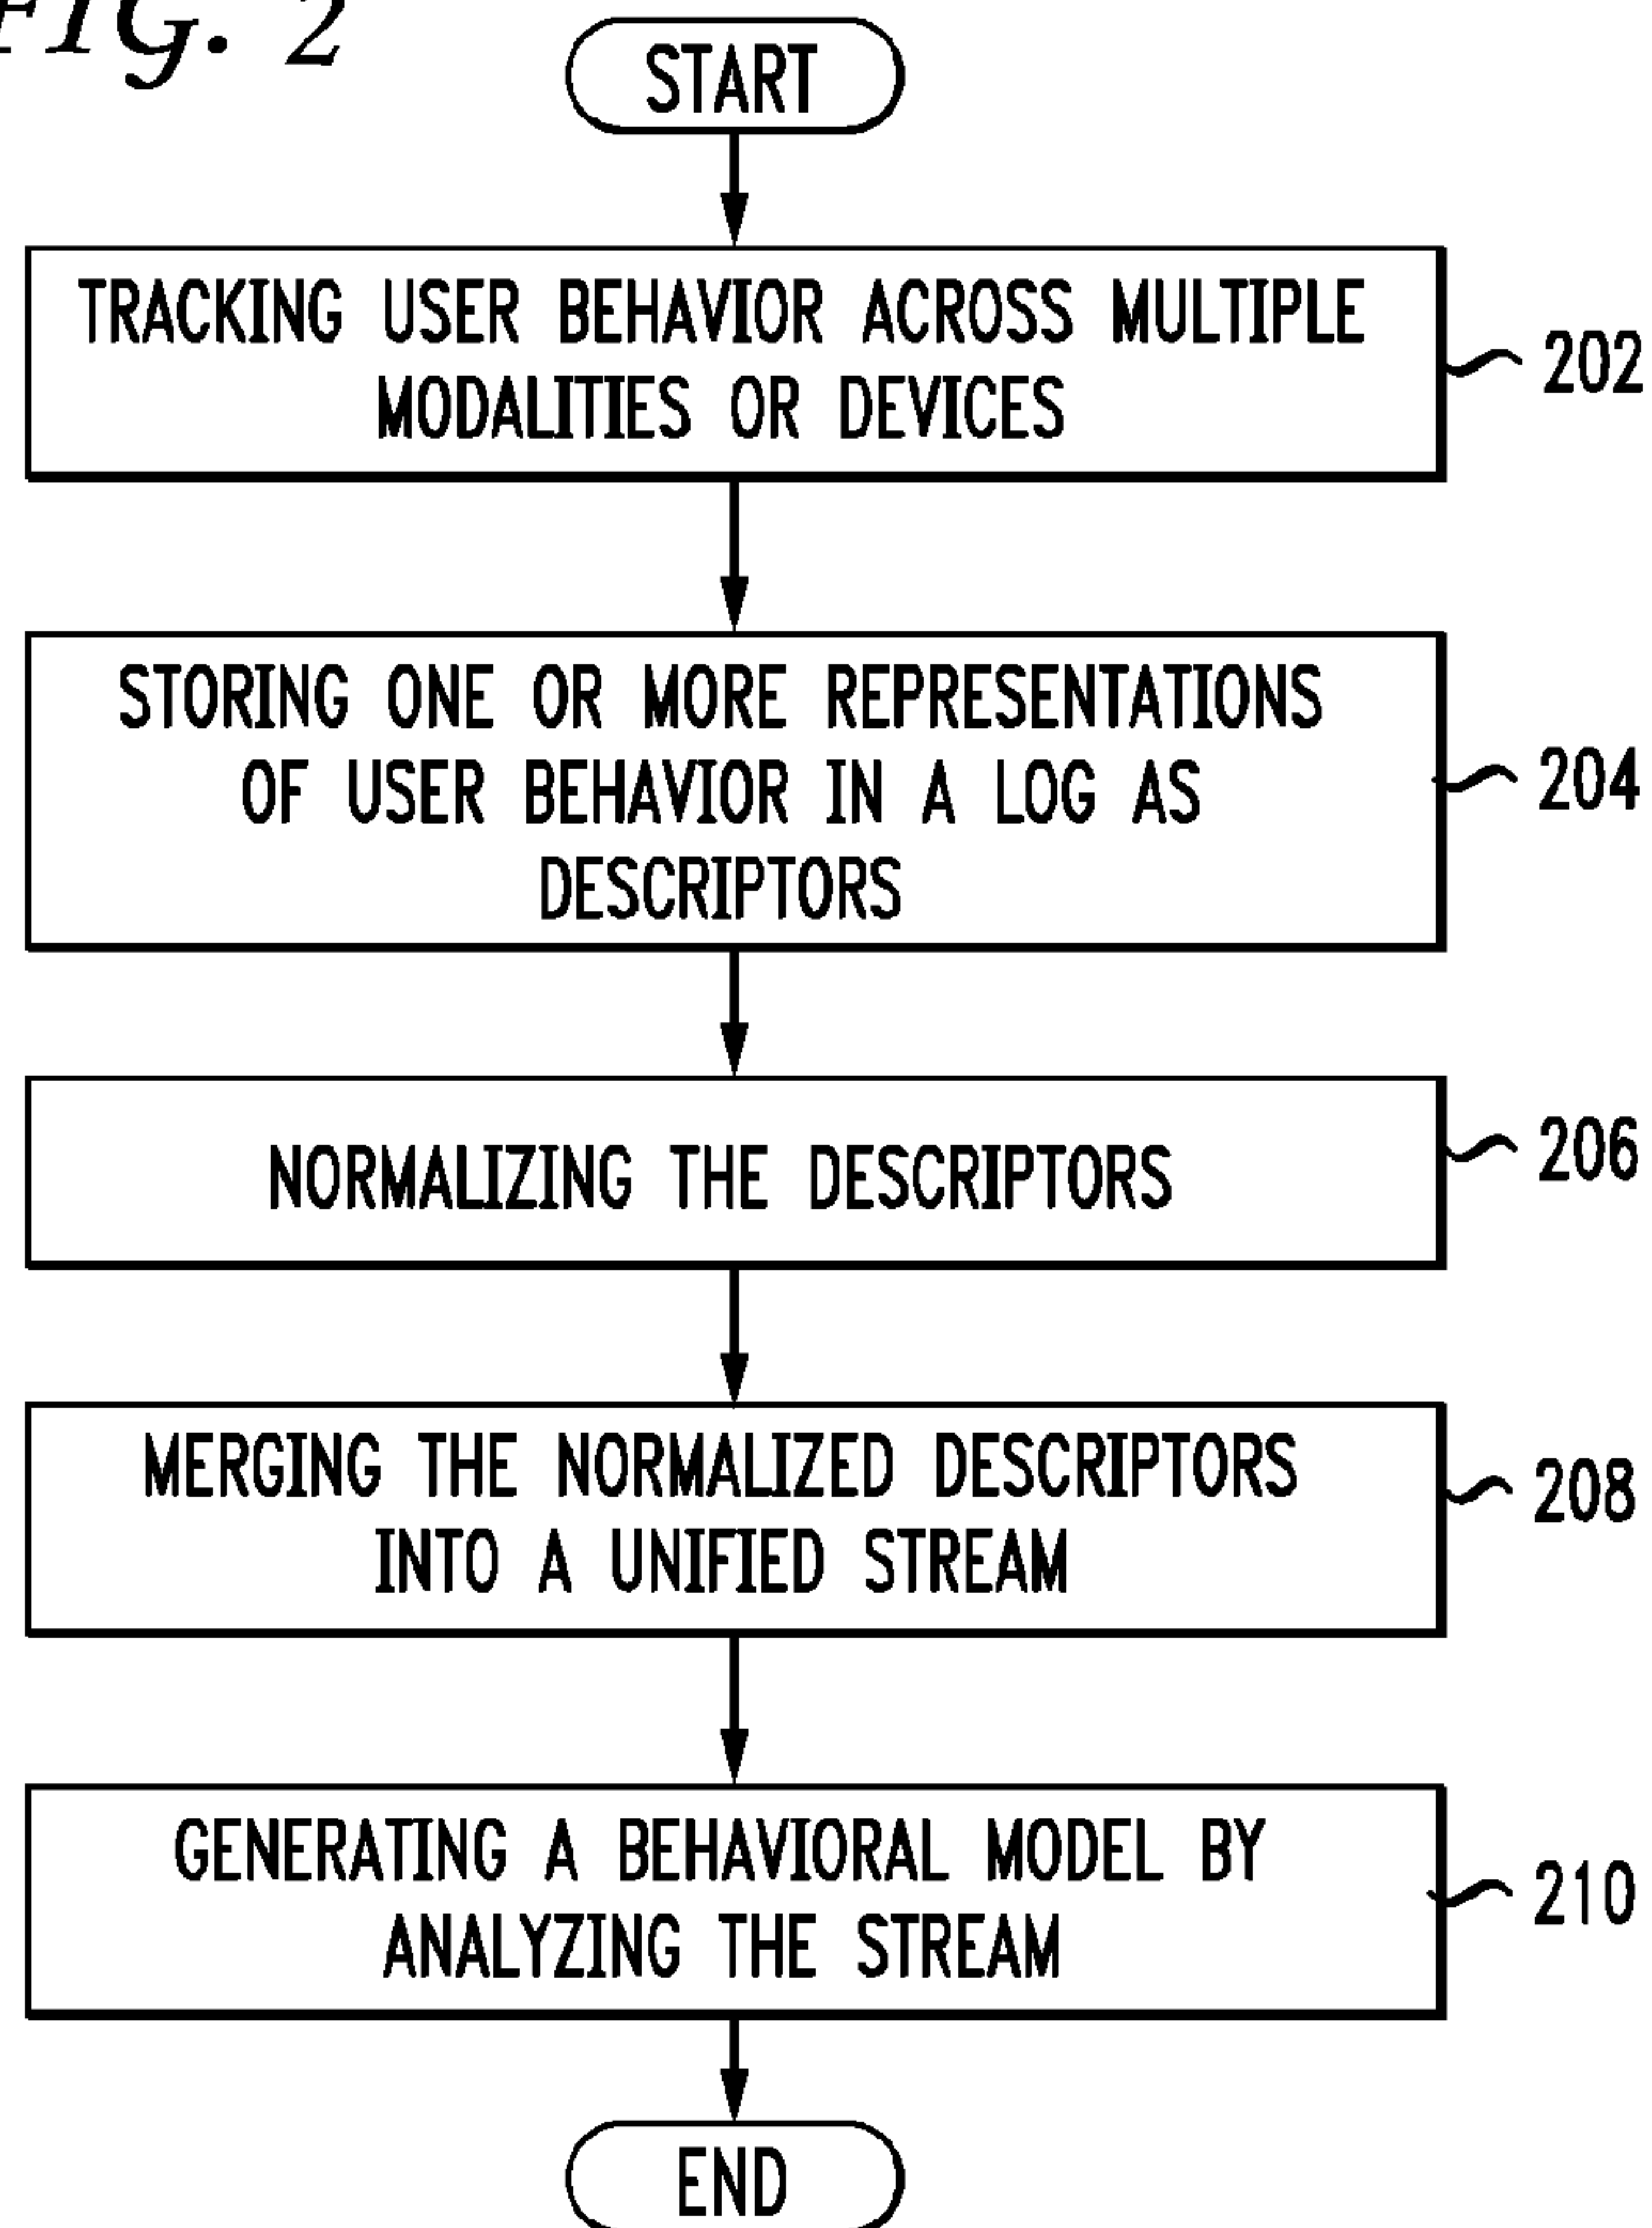 FIG. 2
START
TRACKING USER BEHAVIOR ACROSS MULTIPLE
MODALITIES OR DEVICES
202
STORING ONE OR MORE REPRESENTATIONS
OF USER BEHAVIOR IN A LOG AS
DESCRIPTORS
204
NORMALIZING THE DESCRIPTORS
206
MERGING THE NORMALIZED DESCRIPTORS
INTO A UNIFIED STREAM
208
GENERATING A BEHAVIORAL MODEL BY
ANALYZING THE STREAM
210
END